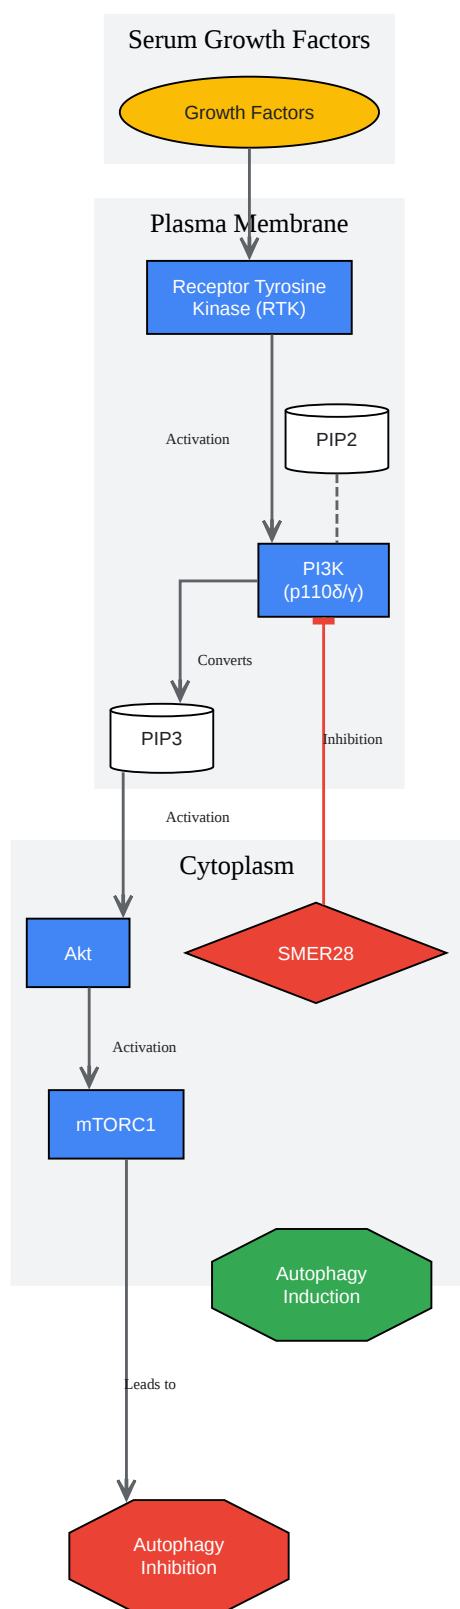 Serum Growth Factors
Growth Factors
Plasma Membrane
Receptor Tyrosine
Kinase (RTK)
Activation
PIP2
PI3K
(p110δ/γ)
Converts
PIP3
Inhibition
Activation
Cytoplasm
Akt
SMER28
Activation
mTORC1
Autophagy
Induction
Leads to
Autophagy
Inhibition